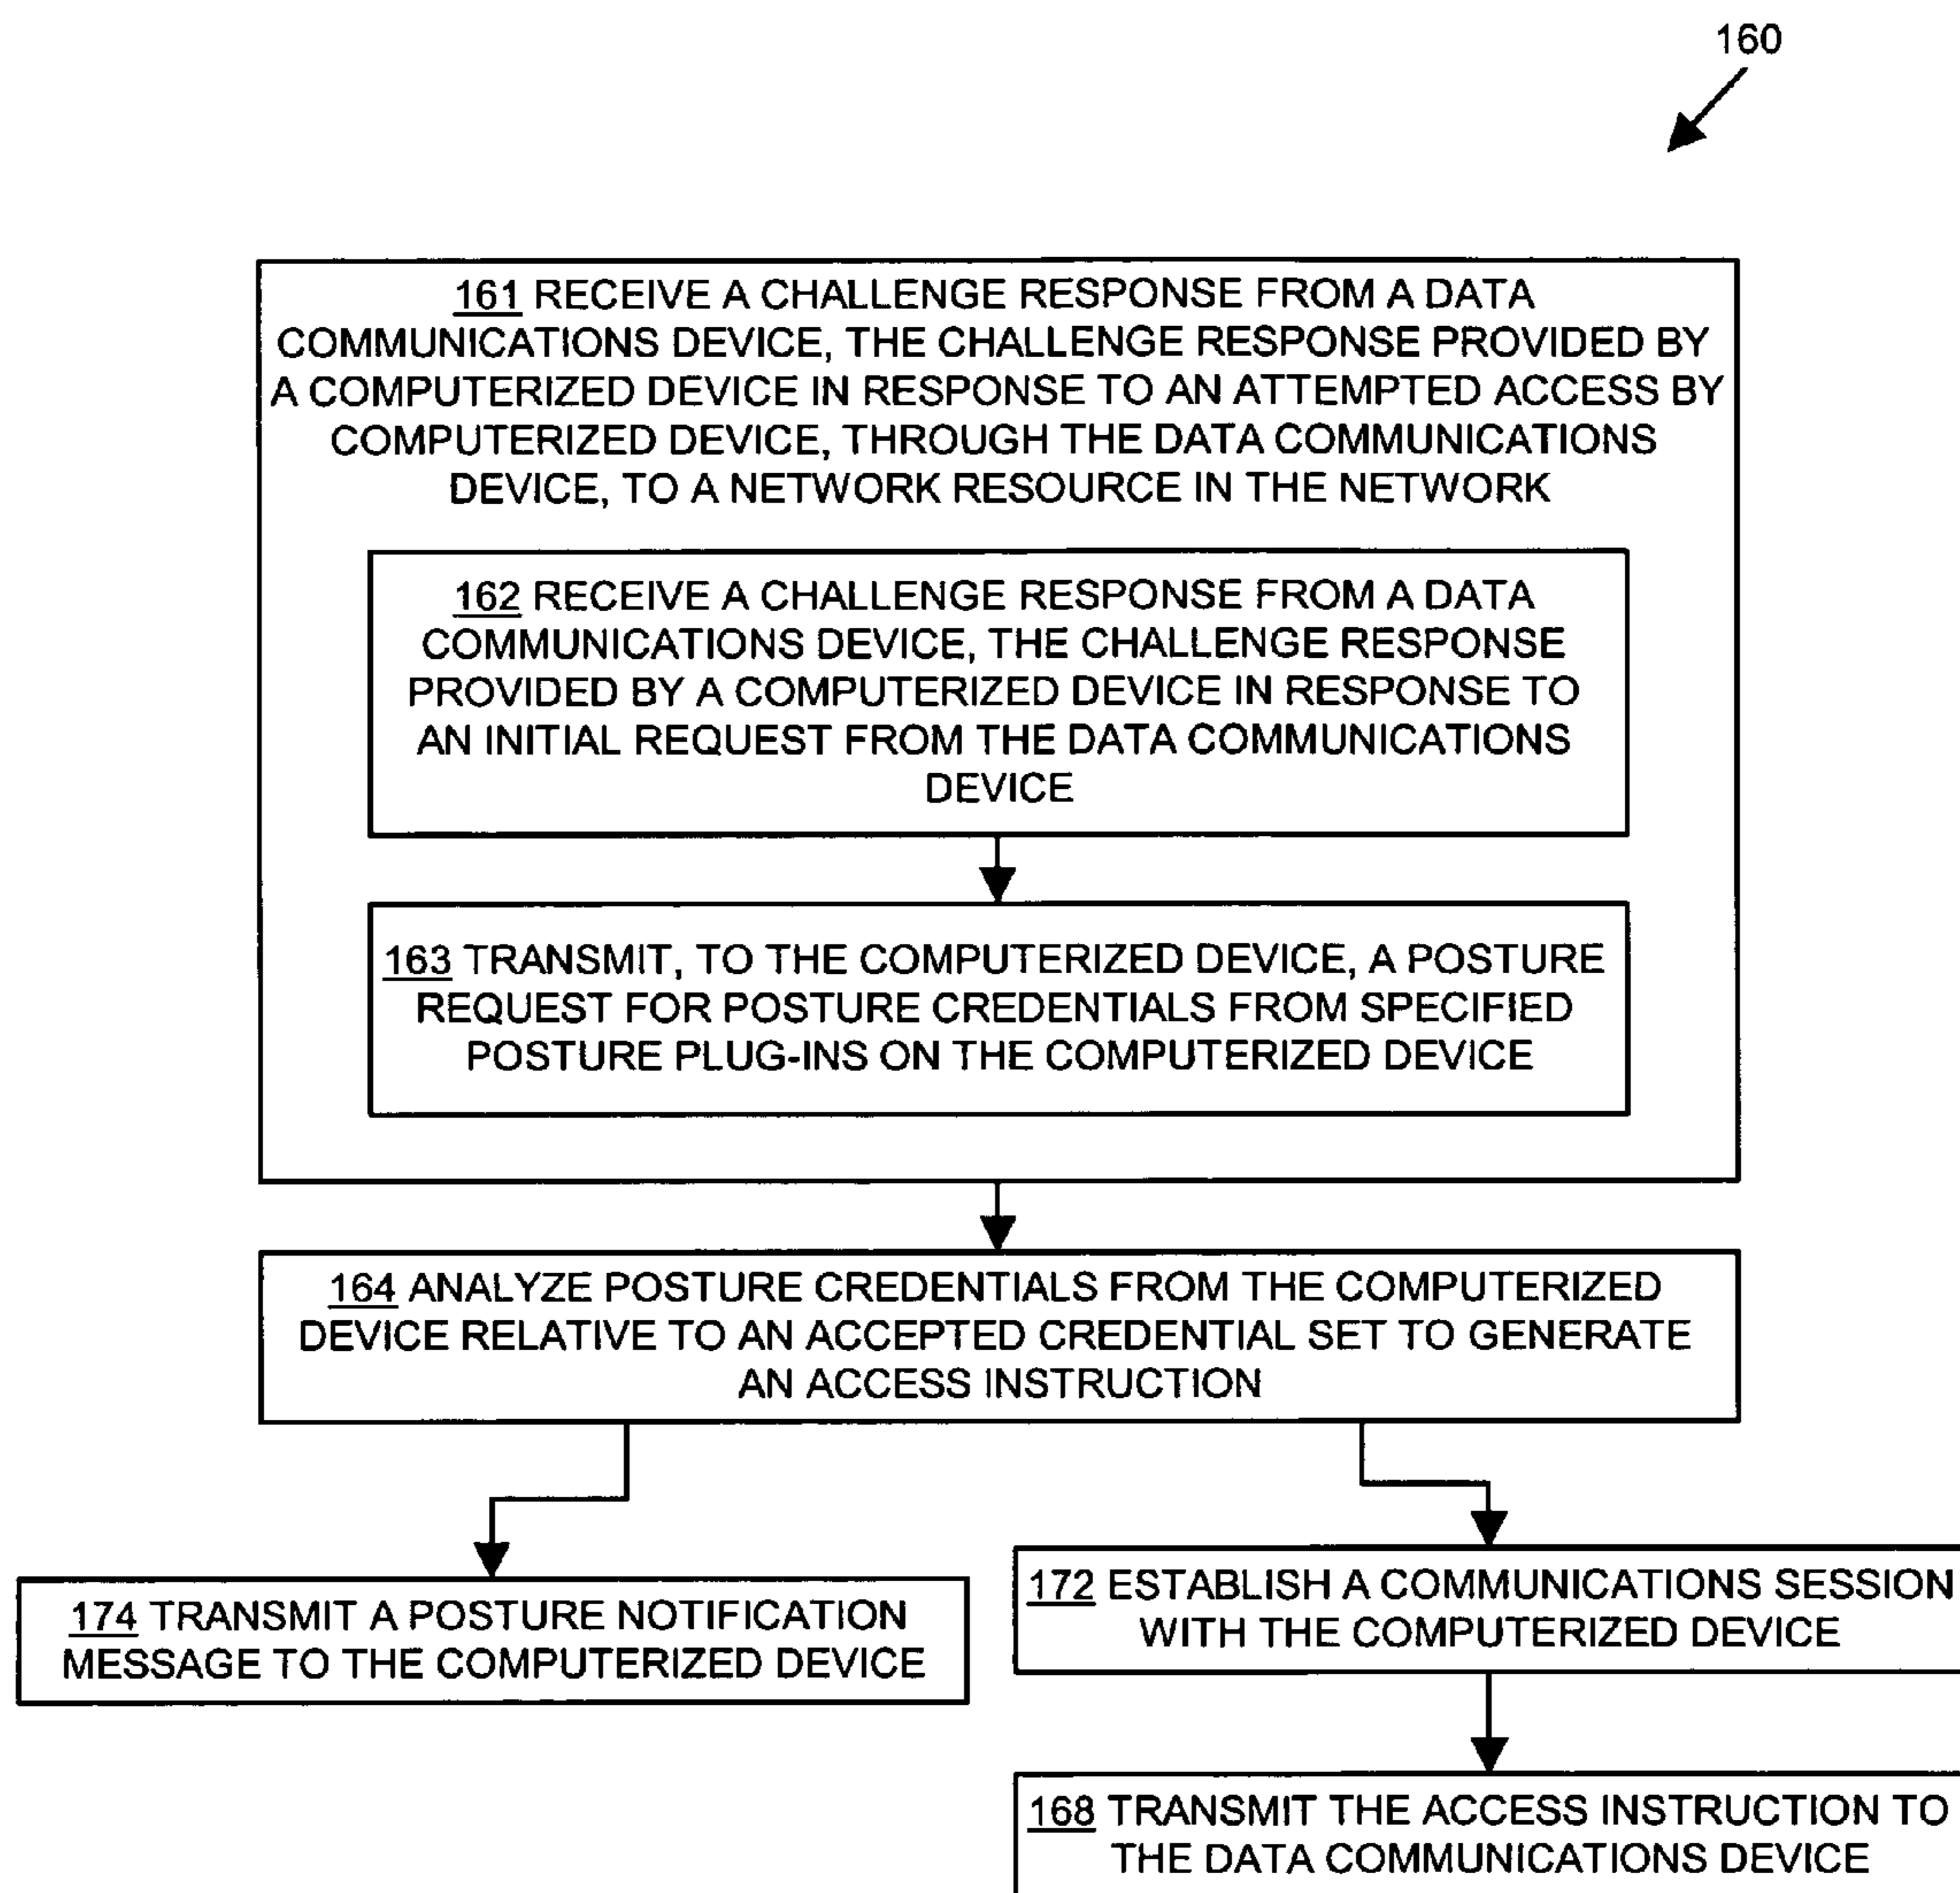 160
161 RECEIVE A CHALLENGE RESPONSE FROM A DATA
COMMUNICATIONS DEVICE, THE CHALLENGE RESPONSE PROVIDED BY
A COMPUTERIZED DEVICE IN RESPONSE TO AN ATTEMPTED ACCESS BY
COMPUTERIZED DEVICE, THROUGH THE DATA COMMUNICATIONS
DEVICE, TO A NETWORK RESOURCE IN THE NETWORK
162 RECEIVE A CHALLENGE RESPONSE FROM A DATA
COMMUNICATIONS DEVICE, THE CHALLENGE RESPONSE
PROVIDED BY A COMPUTERIZED DEVICE IN RESPONSE TO
AN INITIAL REQUEST FROM THE DATA COMMUNICATIONS
DEVICE
163 TRANSMIT, TO THE COMPUTERIZED DEVICE, A POSTURE
REQUEST FOR POSTURE CREDENTIALS FROM SPECIFIED
POSTURE PLUG-INS ON THE COMPUTERIZED DEVICE
164 ANALYZE POSTURE CREDENTIALS FROM THE COMPUTERIZED
DEVICE RELATIVE TO AN ACCEPTED CREDENTIAL SET TO GENERATE
AN ACCESS INSTRUCTION
174 TRANSMIT A POSTURE NOTIFICATION
MESSAGE TO THE COMPUTERIZED DEVICE
172 ESTABLISH A COMMUNICATIONS SESSION
WITH THE COMPUTERIZED DEVICE
168 TRANSMIT THE ACCESS INSTRUCTION TO
THE DATA COMMUNICATIONS DEVICE